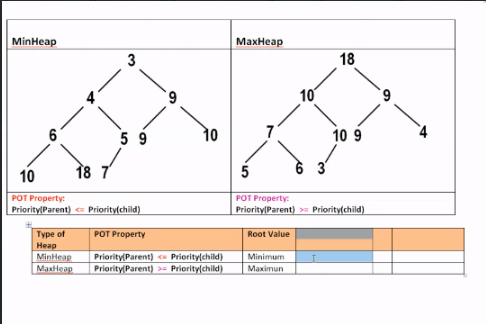 MinHeap
MaxHeap
3
18
4
9
10
9
6
5 9
10
7
10 9
4
10
18 7
5
6 3
POT Property:
Priority(Parent) <= Priority(child)
POT Property:
Priority(Parent) >= Priority(child)
Type of Heap
POT Property
Root Value
MinHeap
Priority(Parent) <= Priority(child)
Minimum
MaxHeap
Priority(Parent) >= Priority(child)
Maximun